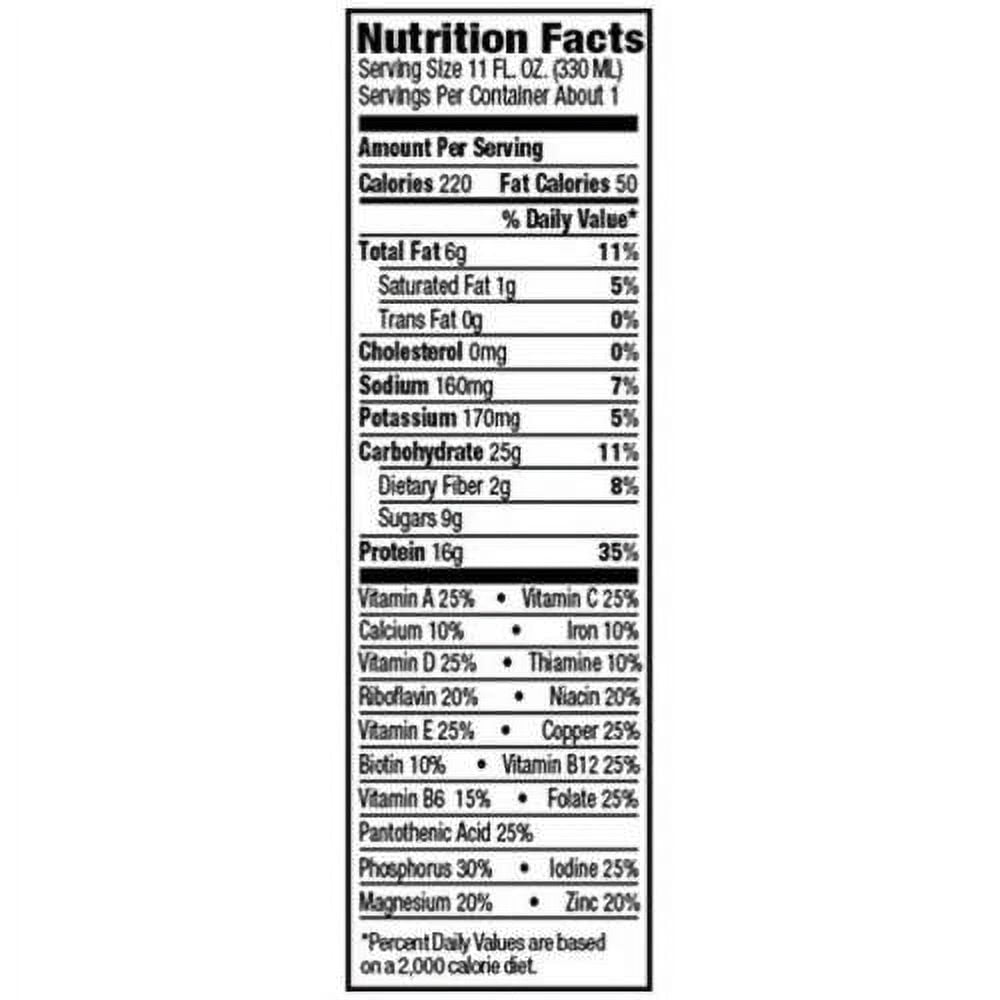 Nutrition Facts
Serving Size 11 FL. OZ. (330 ML)
Servings Per Container About 1
Amount Per Serving
Calories 220 Fat Calories 50
% Daily Value*
Total Fat 6g 11%
Saturated Fat 1g 5%
Trans Fat 0g 0%
Cholesterol 0mg 0%
Sodium 160mg 7%
Potassium 170mg 5%
Carbohydrate 25g 11%
Dietary Fiber 2g 8%
Sugars 9g
Protein 16g 35%
Vitamin A 25% • Vitamin C 25%
Calcium 10% • Iron 10%
Vitamin D 25% • Thiamine 10%
Riboflavin 20% • Niacin 20%
Vitamin E 25% • Copper 25%
Biotin 10% • Vitamin B12 25%
Vitamin B6 15% • Folate 25%
Pantothenic Acid 25%
Phosphorus 30% • Iodine 25%
Magnesium 20% • Zinc 20%
*Percent Daily Values are based
on a 2,000 calorie diet.